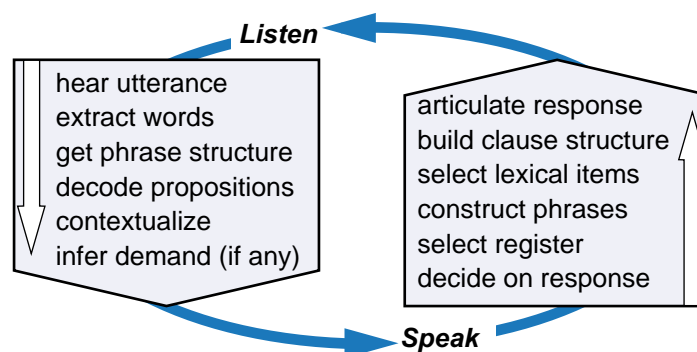 Listen
hear utterance
extract words
get phrase structure
decode propositions
contextualize
infer demand (if any)
articulate response
build clause structure
select lexical items
construct phrases
select register
decide on response
Speak